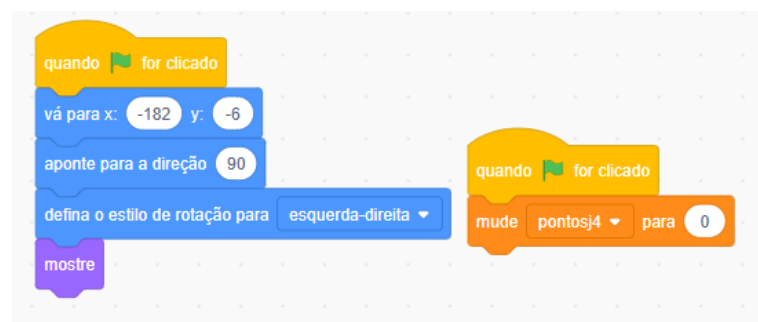 quando for clicado
vá para x: -182 y: -6
aponte para a direção 90
defina o estilo de rotação para esquerda-direita
mostre
quando for clicado
mude pontosj4 para 0